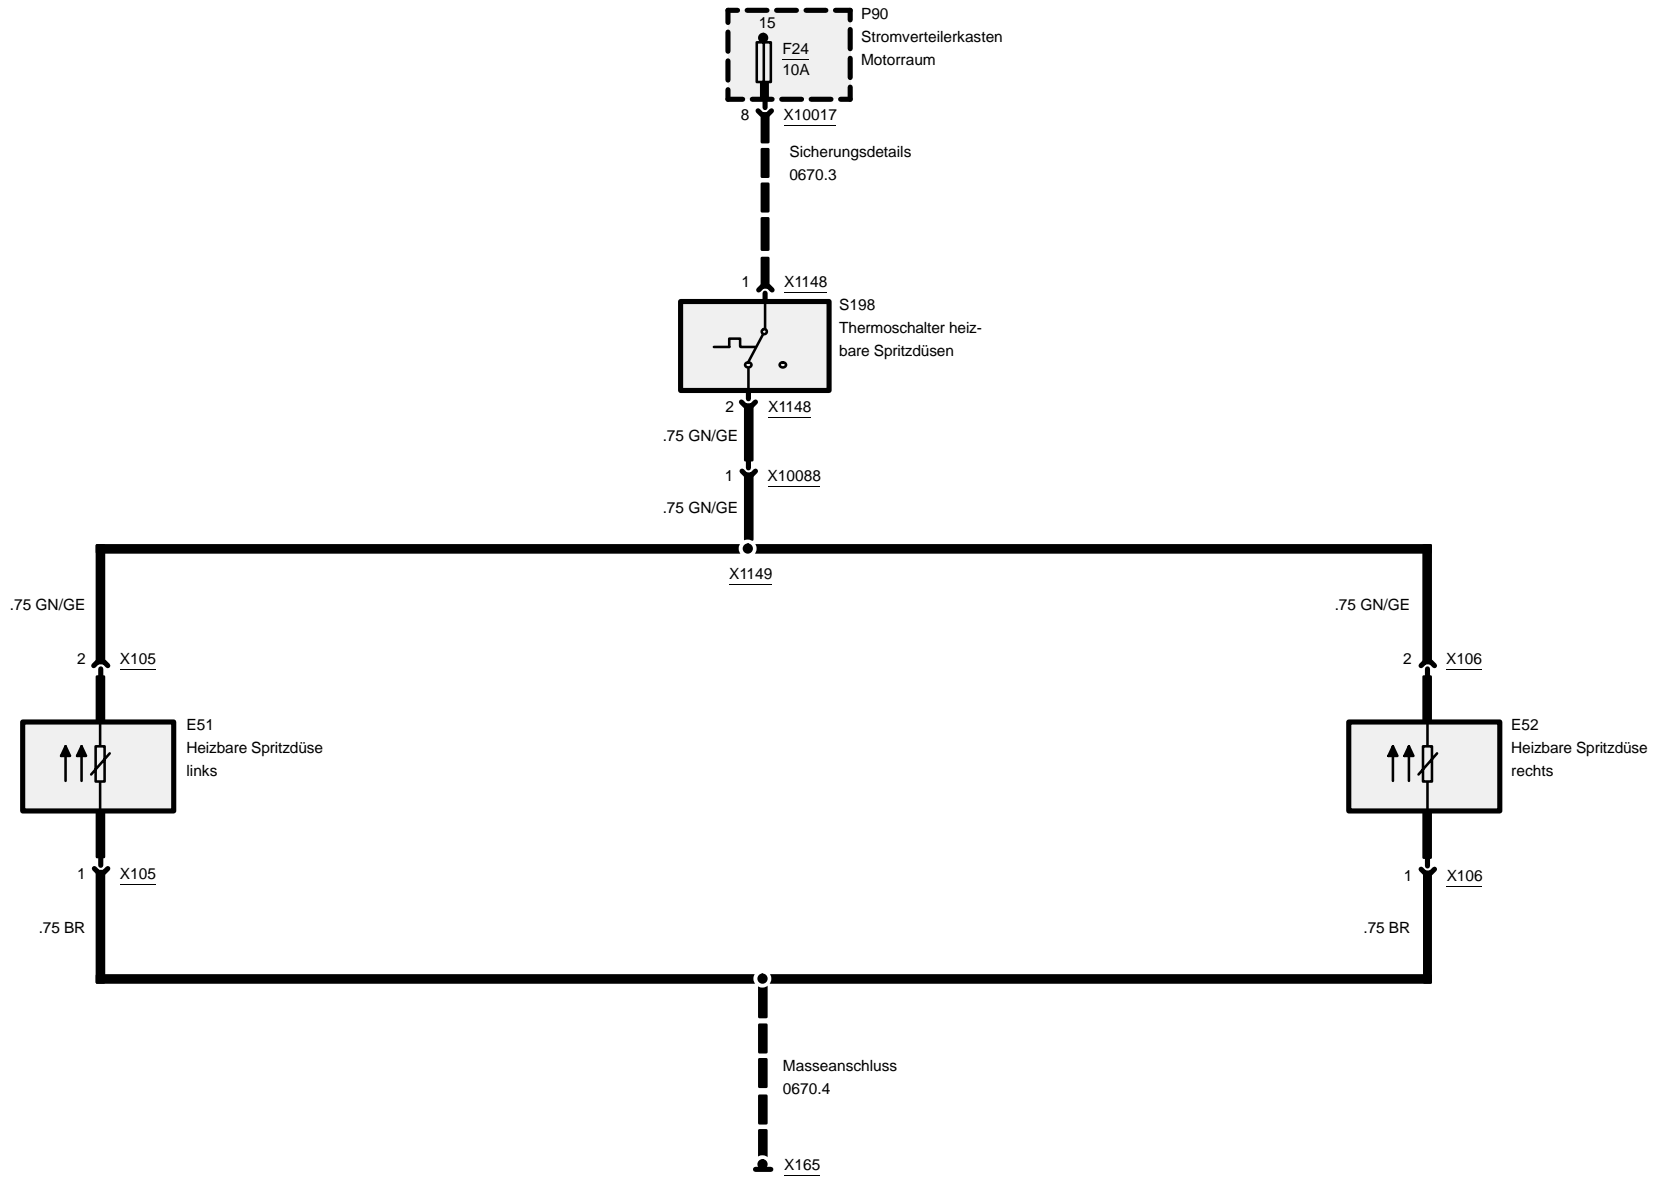 15
F24
10A
P90
Stromverteilerkasten
Motorraum
8
X10017
Sicherungsdetails
0670.3
1
X1148
S198
Thermoschalter heiz-
bare Spritzdüsen
2
X1148
.75 GN/GE
1
X10088
.75 GN/GE
X1149
.75 GN/GE
.75 GN/GE
2
X105
2
X106
E51
Heizbare Spritzdüse
links
E52
Heizbare Spritzdüse
rechts
1
X105
1
X106
.75 BR
.75 BR
Masseanschluss
0670.4
X165